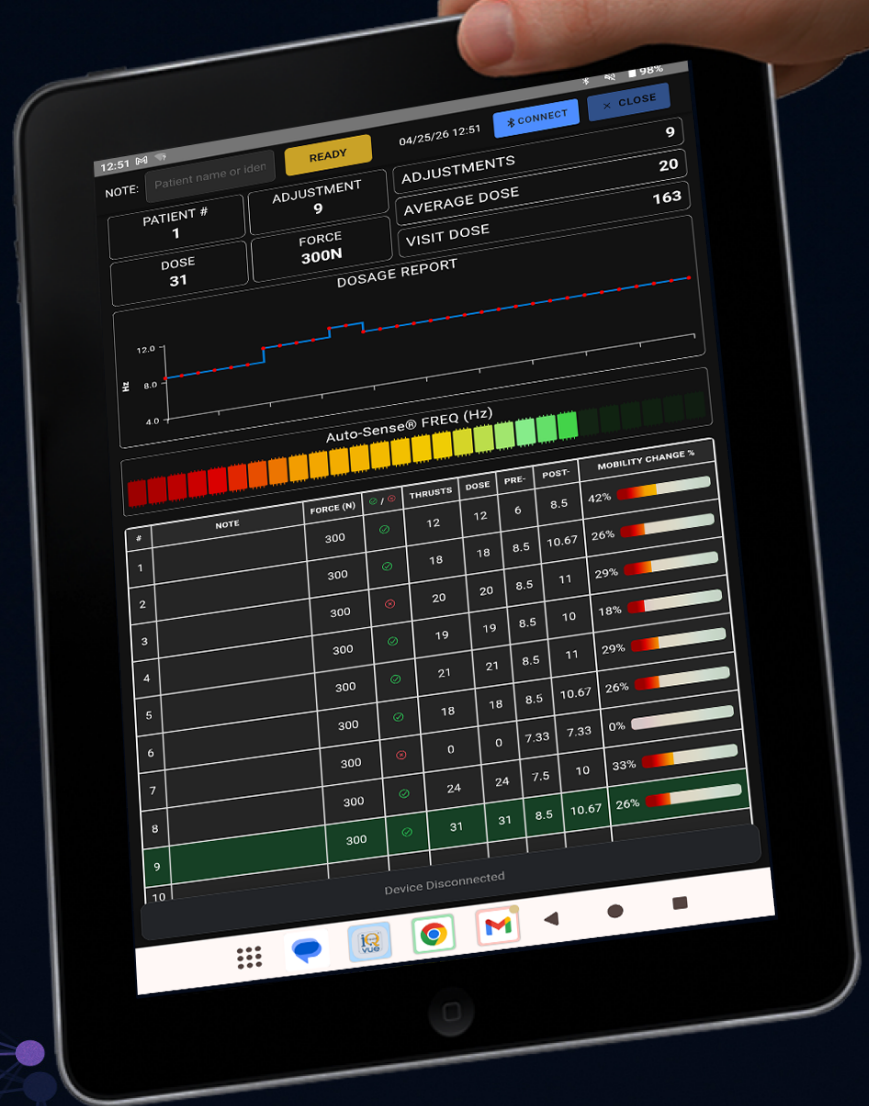 12:51 98%
NOTE: Patient name or iden READY 04/25/26 12:51 CONNECT × CLOSE
PATIENT #
1
ADJUSTMENT
9
ADJUSTMENTS 9
DOSE
31
FORCE
300N
AVERAGE DOSE 20
VISIT DOSE 163
DOSAGE REPORT
Hz
12.0
8.0
4.0
Auto-Sense® FREQ (Hz)
# NOTE FORCE (N) / THRUSTS DOSE PRE- POST- MOBILITY CHANGE %
1 300 12 12 6 8.5 42%
2 300 18 18 8.5 10.67 26%
3 300 20 20 8.5 11 29%
4 300 19 19 8.5 10 18%
5 300 21 21 8.5 11 29%
6 300 18 18 8.5 10.67 26%
7 300 0 0 7.33 7.33 0%
8 300 24 24 7.5 10 33%
9 300 31 31 8.5 10.67 26%
10
Device Disconnected
iQ
VUE